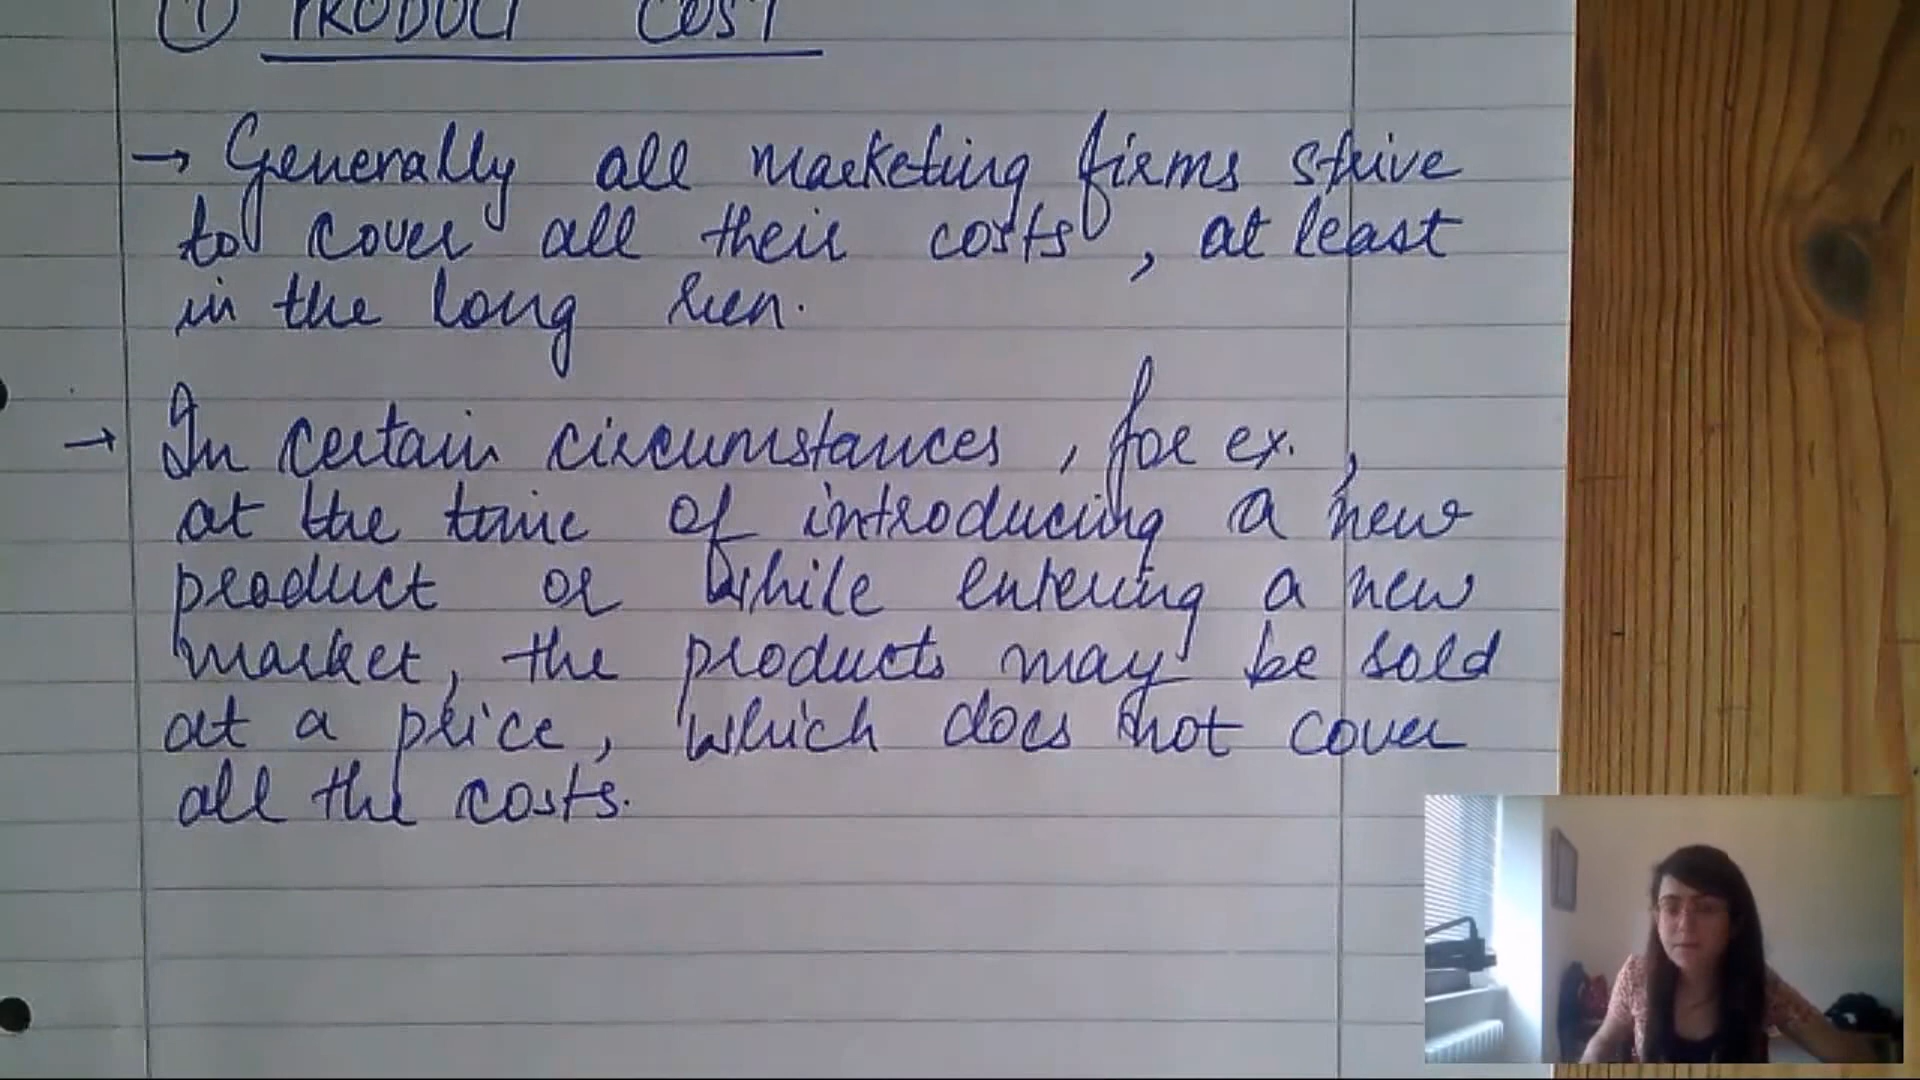 ① PRODUCT COST
→ Generally all marketing firms strive
to cover all their costs, at least
in the long run.
→ In certain circumstances, for ex.,
at the time of introducing a new
product or while entering a new
market, the products may be sold
at a price, which does not cover
all the costs.